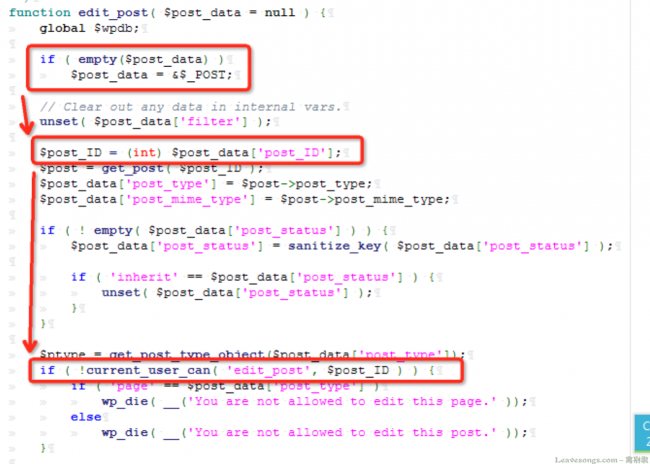 function edit_post( $post_data = null ) {
global $wpdb;
if ( empty($post_data) )
$post_data = &$_POST;
// Clear out any data in internal vars.
unset( $post_data['filter'] );
$post_ID = (int) $post_data['post_ID'];
$post = get_post( $post_ID );
$post_data['post_type'] = $post->post_type;
$post_data['post_mime_type'] = $post->post_mime_type;
if ( ! empty( $post_data['post_status'] ) ) {
$post_data['post_status'] = sanitize_key( $post_data['post_status'] );
if ( 'inherit' == $post_data['post_status'] ) {
unset( $post_data['post_status'] );
}
}
$ptype = get_post_type_object($post_data['post_type']);
if ( !current_user_can( 'edit_post', $post_ID ) ) {
if ( 'page' == $post_data['post_type'] )
wp_die( __('You are not allowed to edit this page.' ));
else
wp_die( __('You are not allowed to edit this post.' ));
}
Leavesongs.com